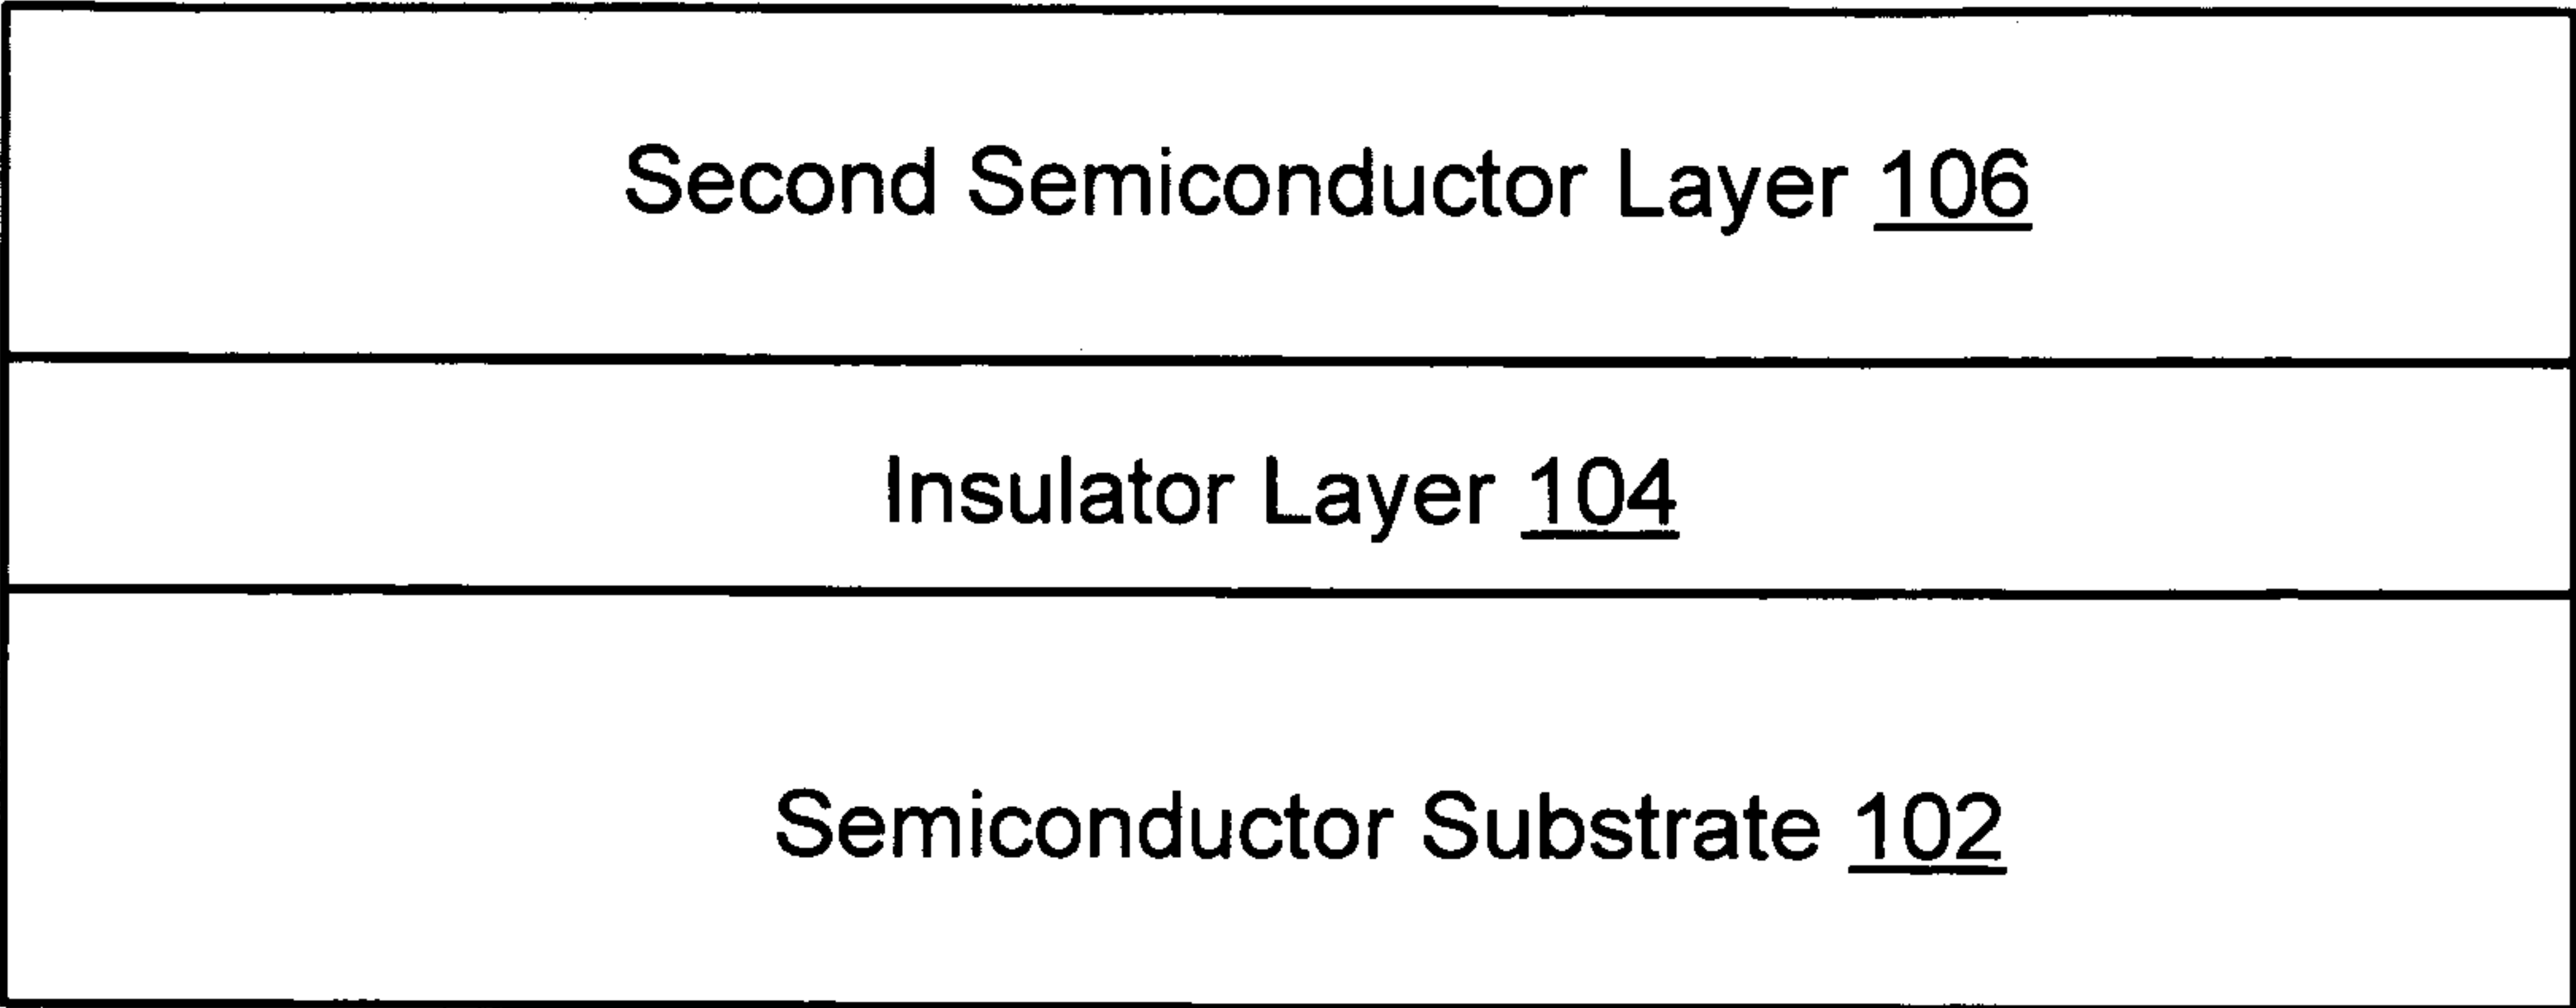 Second Semiconductor Layer 106
Insulator Layer 104
Semiconductor Substrate 102